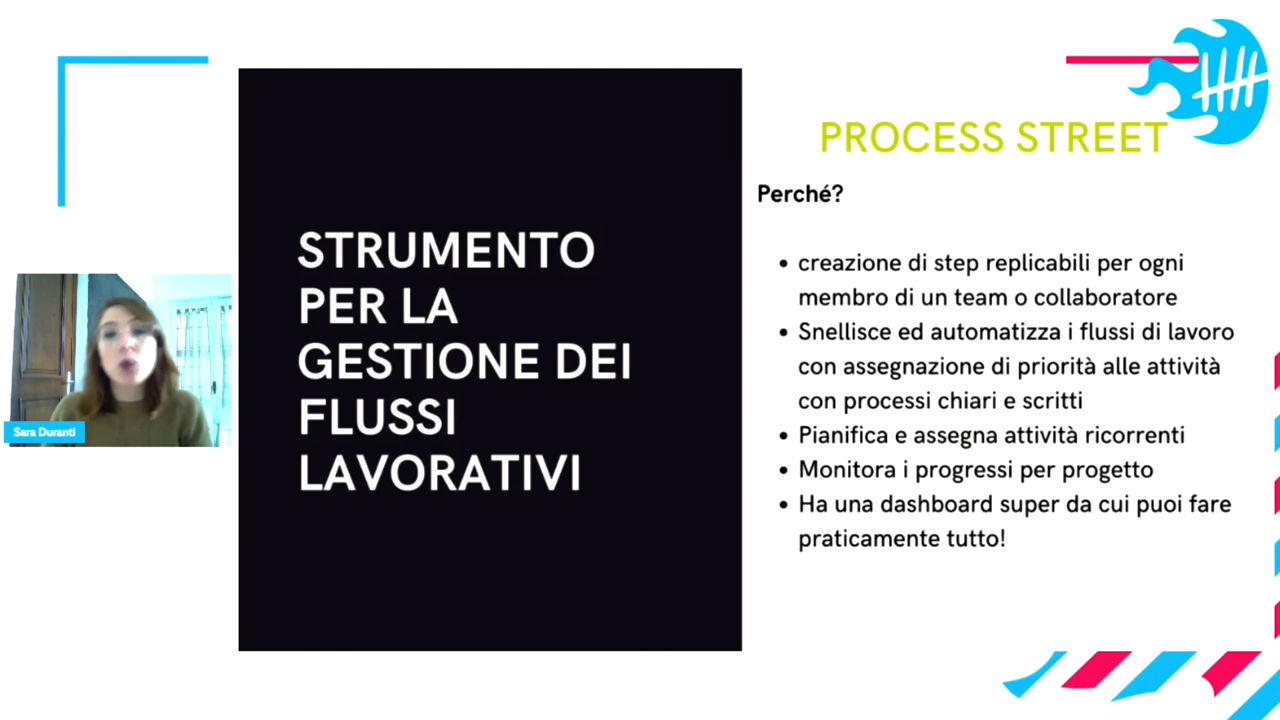 PROCESS STREET
STRUMENTO
PER LA
GESTIONE DEI
FLUSSI
LAVORATIVI
Perché?
• creazione di step replicabili per ogni
membro di un team o collaboratore
• Snellisce ed automatizza i flussi di lavoro
con assegnazione di priorità alle attività
con processi chiari e scritti
• Pianifica e assegna attività ricorrenti
• Monitora i progressi per progetto
• Ha una dashboard super da cui puoi fare
praticamente tutto!
Sara Duranti